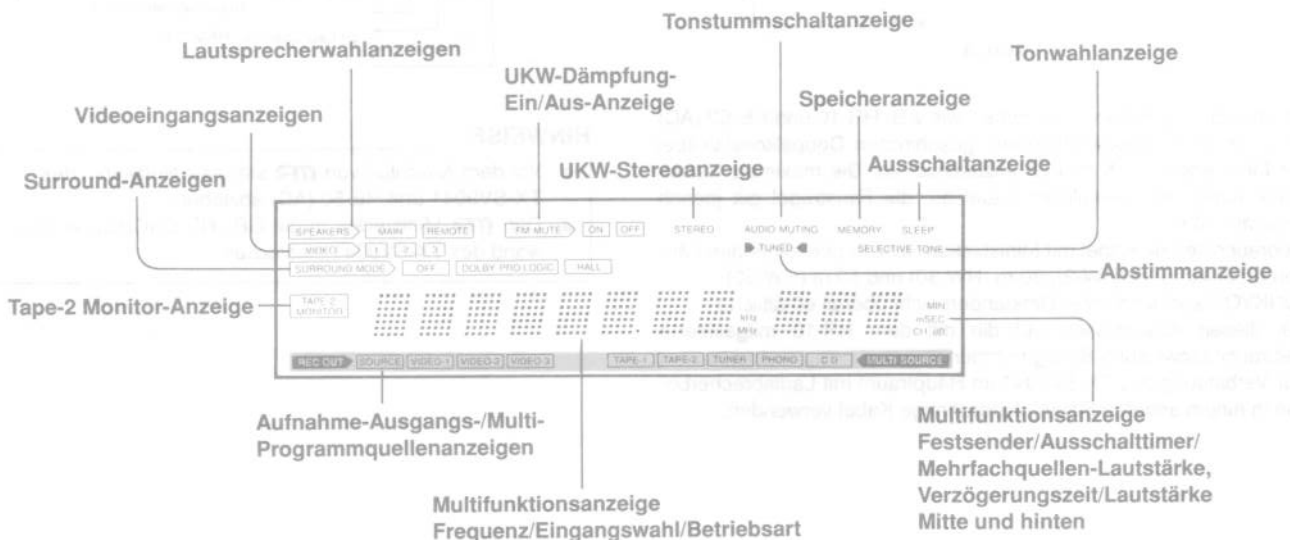 Tonstummschaltanzeige
Lautsprecherwahlanzeigen
Tonwahlanzeige
UKW-Dämpfung-
Ein/Aus-Anzeige
Speicheranzeige
Videoeingangsanzeigen
UKW-Stereoanzeige
Ausschaltanzeige
Surround-Anzeigen
SPEAKERS MAIN REMOTE FM MUTE ON OFF STEREO AUDIO MUTING MEMORY SLEEP
VIDEO 1 2 3 TUNED SELECTIVE TONE
SURROUND MODE OFF DOLBY PRO LOGIC HALL
Abstimmanzeige
Tape-2 Monitor-Anzeige
TAPE 2
MONITOR
kHz
MHz
MIN
mSEC
CH dB
REC OUT SOURCE VIDEO-1 VIDEO-2 VIDEO-3 TAPE-1 TAPE-2 TUNER PHONO CD MULTI SOURCE
Aufnahme-Ausgangs-/Multi-
Programmquellenanzeigen
Multifunktionsanzeige
Festsender/Ausschalttimer/
Mehrfachquellen-Lautstärke,
Verzögerungszeit/Lautstärke
Mitte und hinten
Multifunktionsanzeige
Frequenz/Eingangswahl/Betriebsart